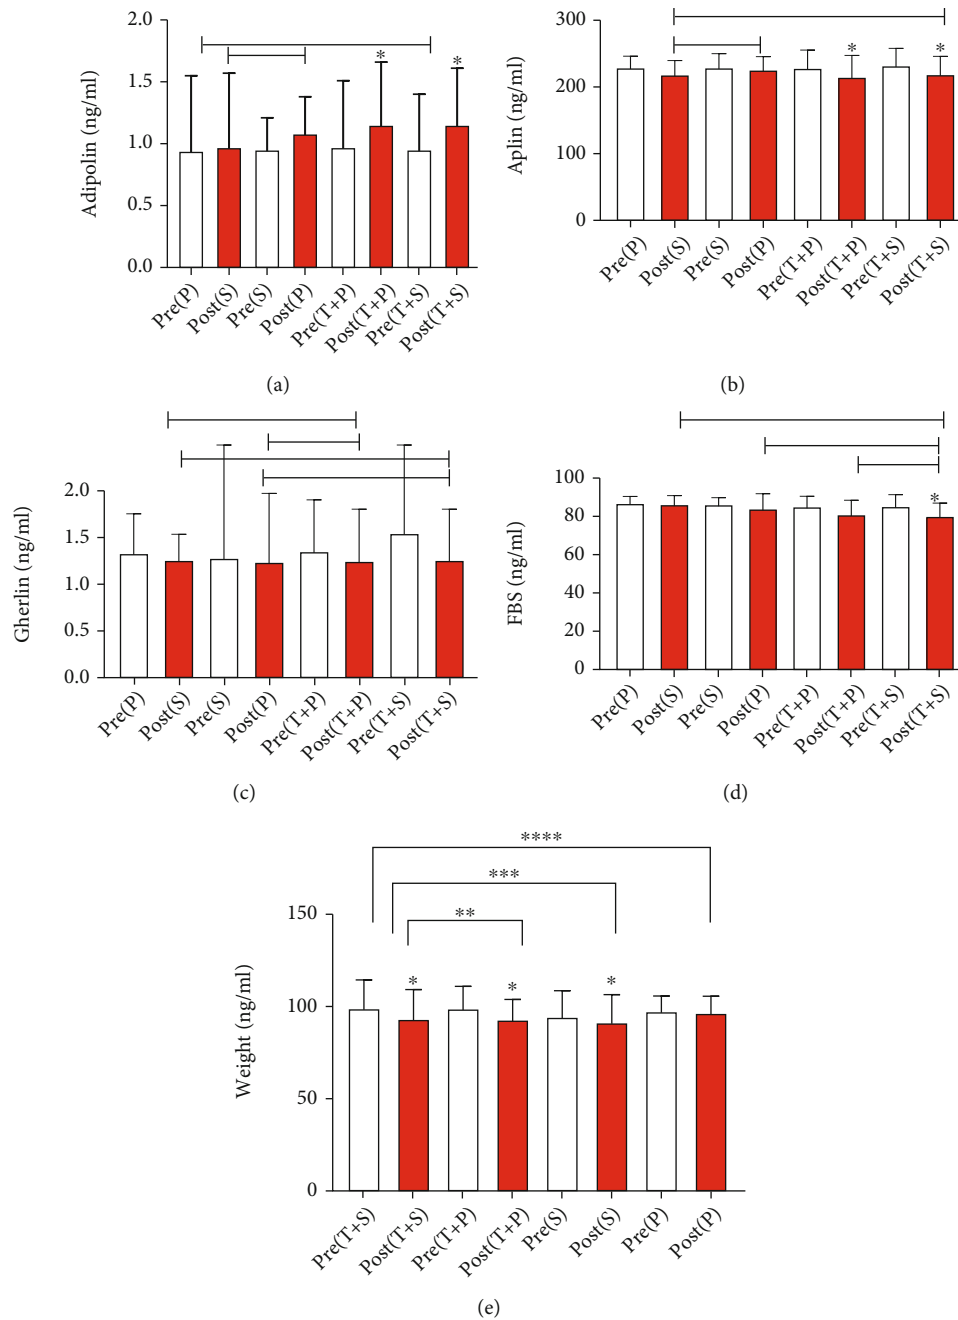 Adipolin (ng/ml)
2.0
1.5
1.0
0.5
0.0
* *
Pre(P) Post(S) Pre(S) Post(P) Pre(T+P) Post(T+P) Pre(T+S) Post(T+S)
(a)
Aplin (ng/ml)
300
200
100
0
* *
Pre(P) Post(S) Pre(S) Post(P) Pre(T+P) Post(T+P) Pre(T+S) Post(T+S)
(b)
Gherlin (ng/ml)
2.0
1.5
1.0
0.5
0.0
Pre(P) Post(S) Pre(S) Post(P) Pre(T+P) Post(T+P) Pre(T+S) Post(T+S)
(c)
FBS (ng/ml)
100
80
60
40
20
0
*
Pre(P) Post(S) Pre(S) Post(P) Pre(T+P) Post(T+P) Pre(T+S) Post(T+S)
(d)
Weight (ng/ml)
150
100
50
0
****
***
**
* * *
Pre(T+S) Post(T+S) Pre(T+P) Post(T+P) Pre(S) Post(S) Pre(P) Post(P)
(e)